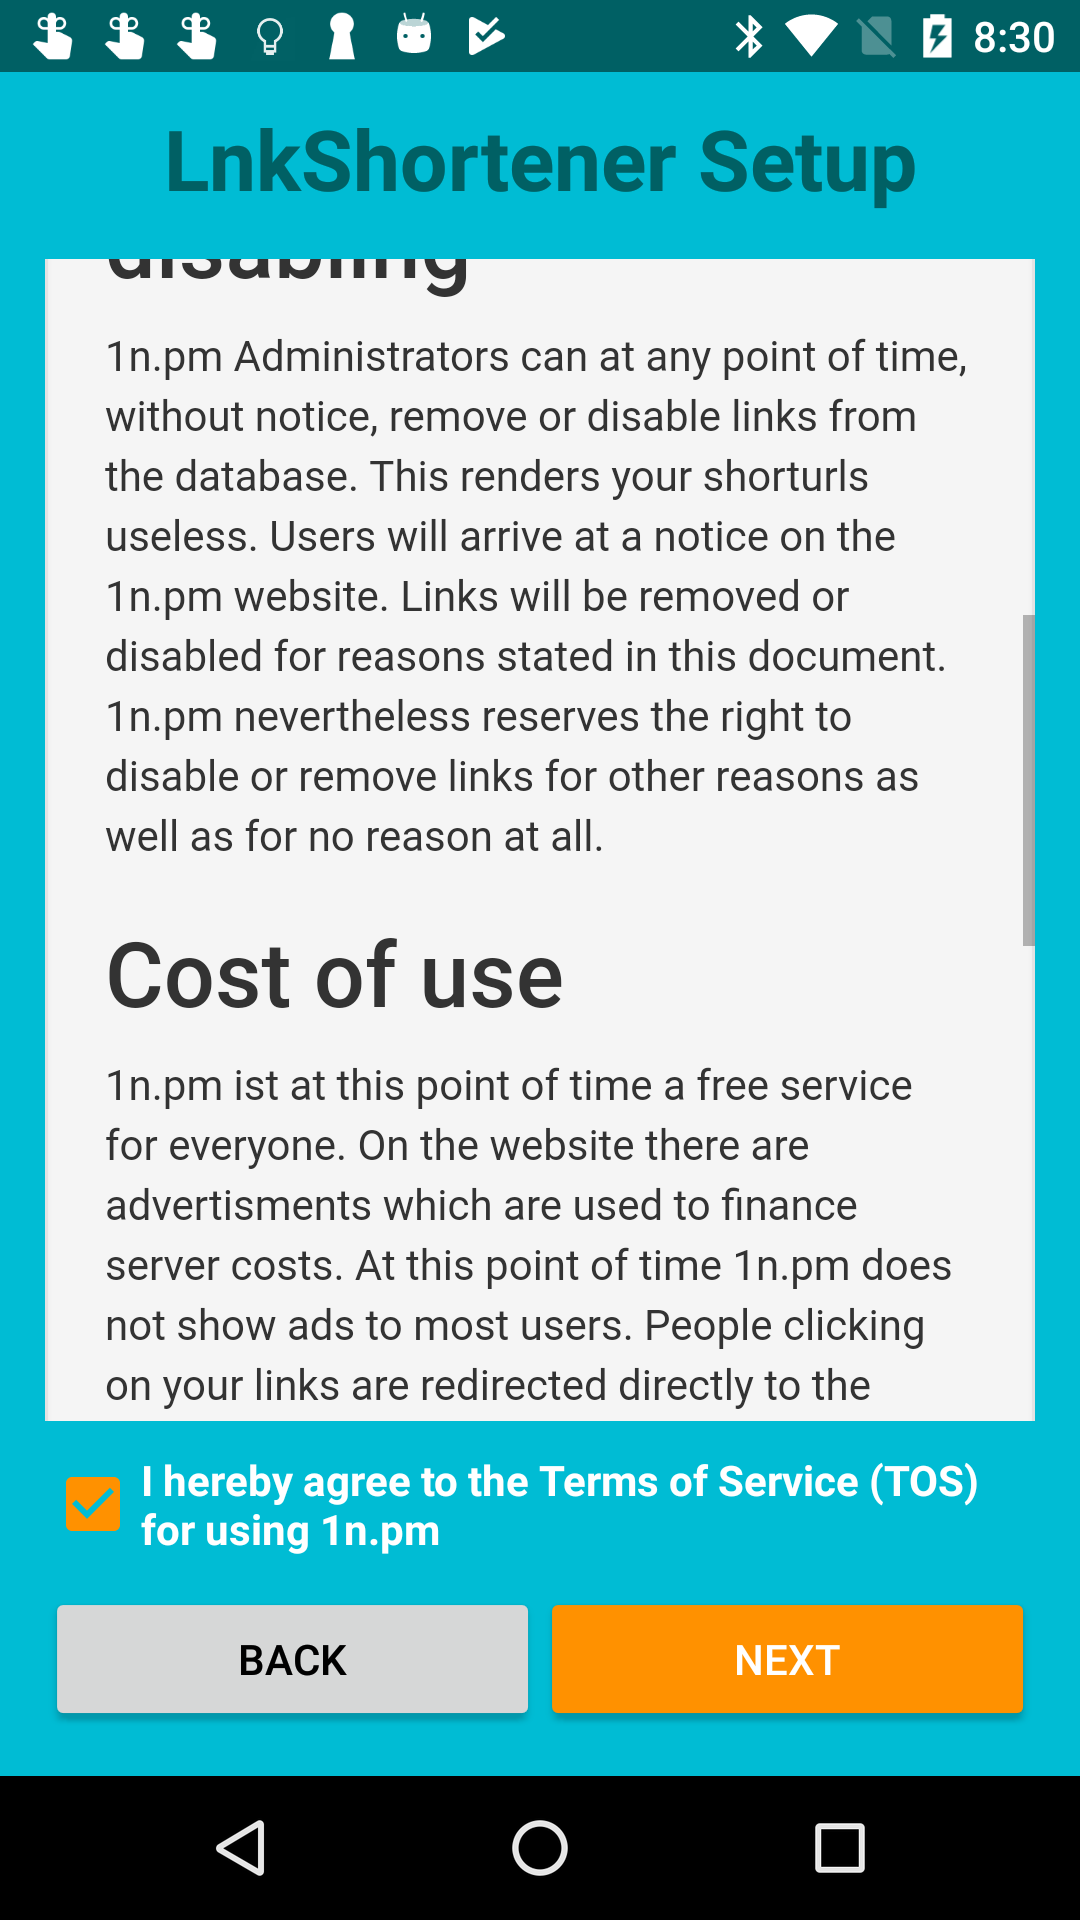 8:30
LnkShortener Setup
disabling
1n.pm Administrators can at any point of time,
without notice, remove or disable links from
the database. This renders your shorturls
useless. Users will arrive at a notice on the
1n.pm website. Links will be removed or
disabled for reasons stated in this document.
1n.pm nevertheless reserves the right to
disable or remove links for other reasons as
well as for no reason at all.
Cost of use
1n.pm ist at this point of time a free service
for everyone. On the website there are
advertisments which are used to finance
server costs. At this point of time 1n.pm does
not show ads to most users. People clicking
on your links are redirected directly to the
I hereby agree to the Terms of Service (TOS)
for using 1n.pm
BACK
NEXT